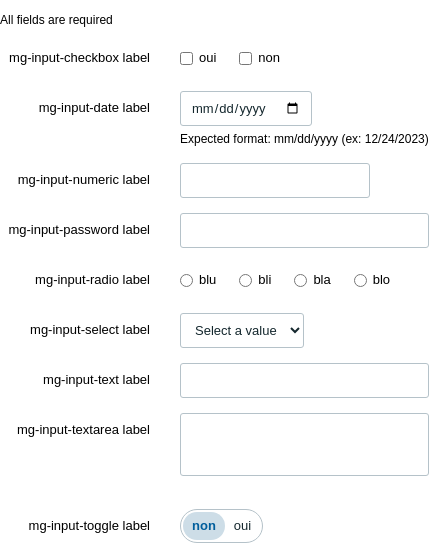 All fields are required
mg-input-checkbox label oui non
mg-input-date label mm/dd/yyyy
Expected format: mm/dd/yyyy (ex: 12/24/2023)
mg-input-numeric label
mg-input-password label
mg-input-radio label blu bli bla blo
mg-input-select label Select a value
mg-input-text label
mg-input-textarea label
mg-input-toggle label non oui